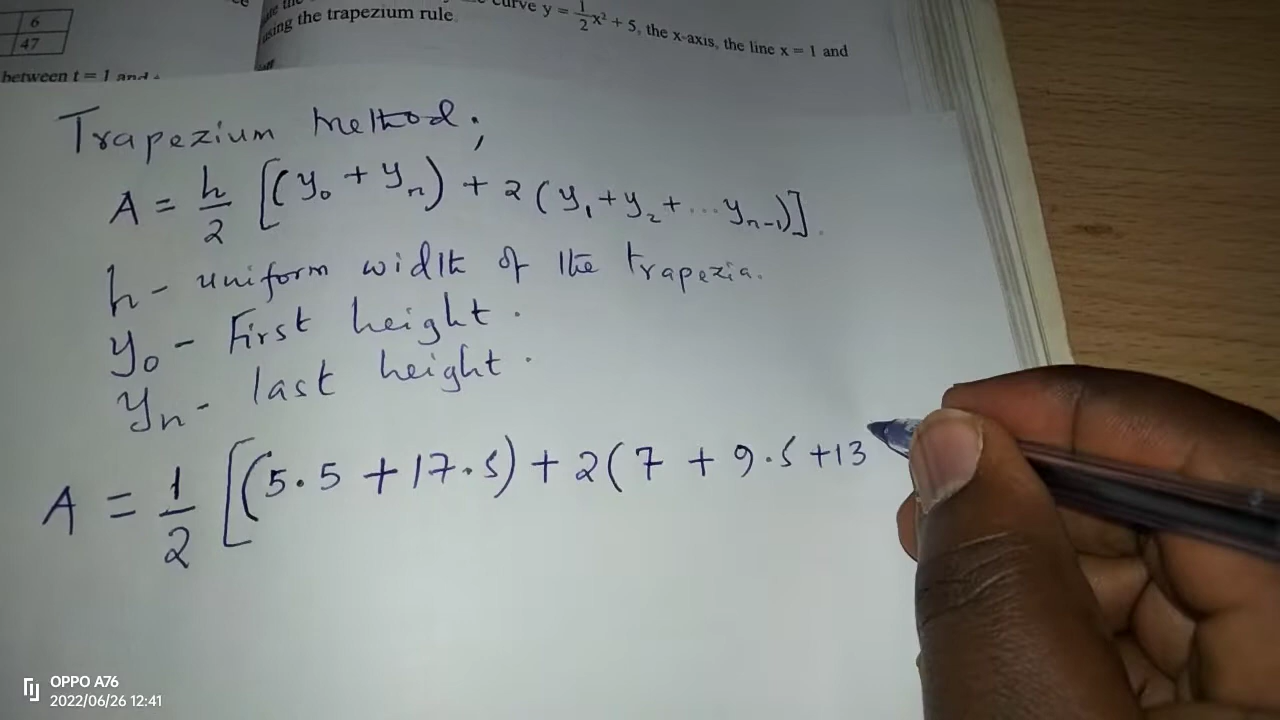 6
47
between t = 1 and
the curve y = 1/2 x² + 5, the x-axis, the line x = 1 and
using the trapezium rule.
Trapezium method;
A = h/2 [(y₀ + yₙ) + 2(y₁ + y₂ + ... yₙ₋₁)].
h - uniform width of the trapezia.
y₀ - First height.
yₙ - last height.
A = 1/2 [(5.5 + 17.5) + 2(7 + 9.5 + 13
OPPO A76
2022/06/26 12:41